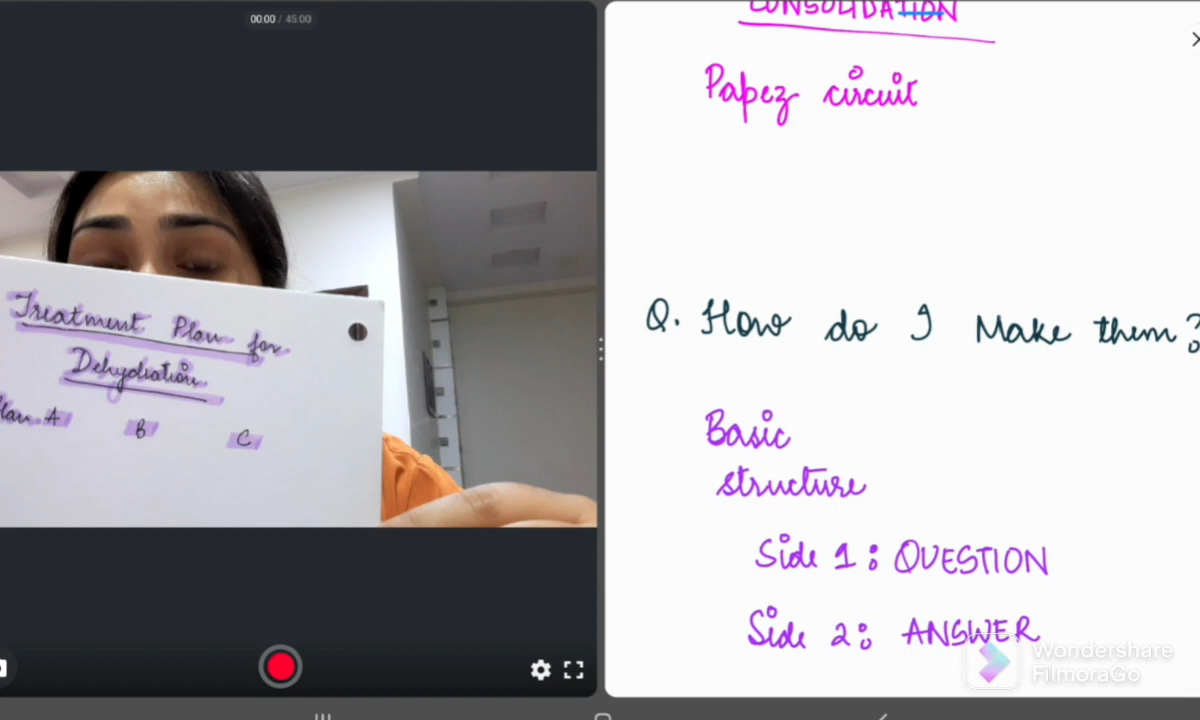 00:00 / 45:00
Treatment Plan for
Dehydration
Plan A B C
CONSOLIDATION
Papez circuit
Q. How do I Make them?
Basic
structure
Side 1: QUESTION
Side 2: ANSWER
Wondershare
FilmoraGo